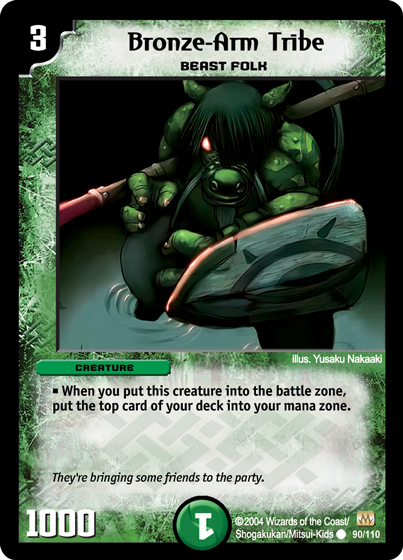 3
Bronze-Arm Tribe
BEAST FOLK
illus. Yusaku Nakaaki
CREATURE
▪ When you put this creature into the battle zone,
put the top card of your deck into your mana zone.
They're bringing some friends to the party.
1000
1
©2004 Wizards of the Coast/
Shogakukan/Mitsui-Kids ● 90/110